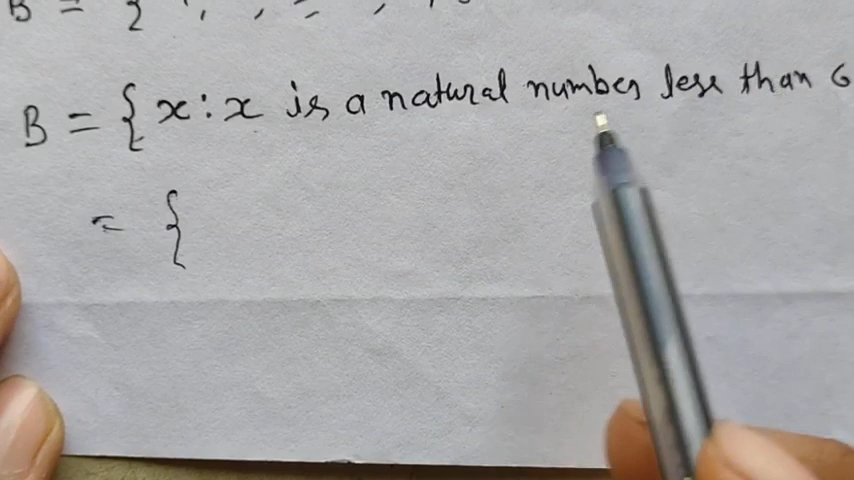 B = {
B = { x : x is a natural number less than 6
= {